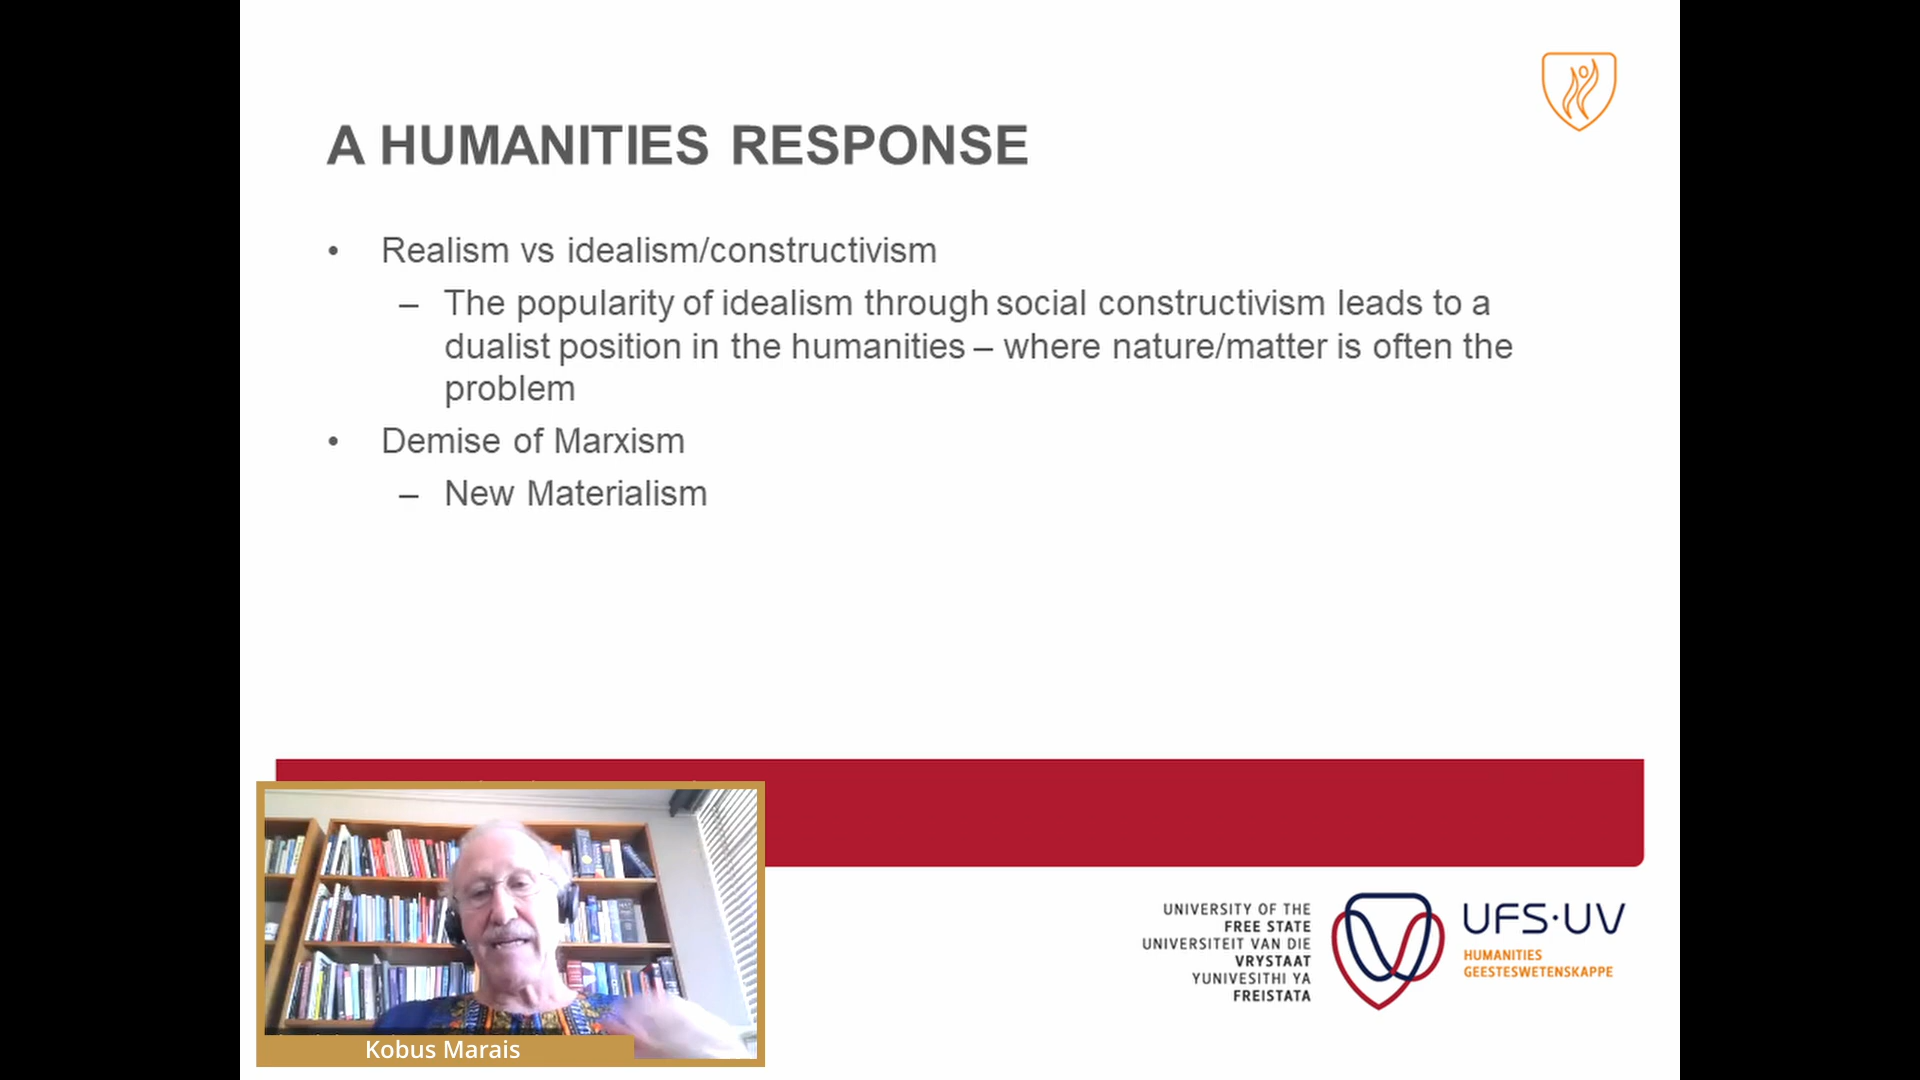 A HUMANITIES RESPONSE
• Realism vs idealism/constructivism
– The popularity of idealism through social constructivism leads to a
dualist position in the humanities – where nature/matter is often the
problem
• Demise of Marxism
– New Materialism
UNIVERSITY OF THE
FREE STATE
UNIVERSITEIT VAN DIE
VRYSTAAT
YUNIVESITHI YA
FREISTATA
UFS·UV
HUMANITIES
GEESTESWETENSKAPPE
Kobus Marais